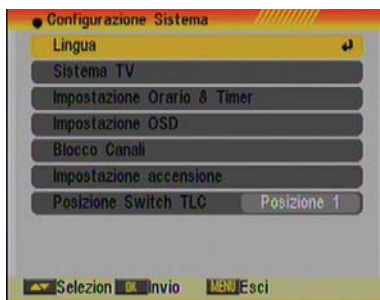 Configurazione Sistema
Lingua
Sistema TV
Impostazione Orario & Timer
Impostazione OSD
Blocco Canali
Impostazione accensione
Posizione Switch TLC Posizione 1
Selezion OK Invio MENU Esci